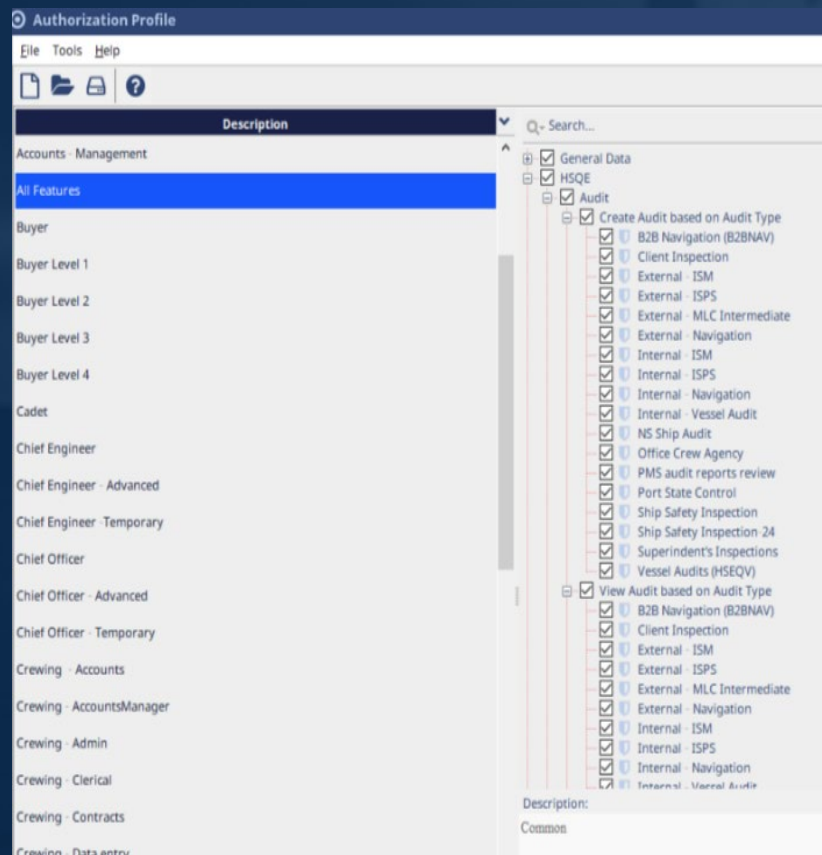 Authorization Profile
File Tools Help
Description
Accounts - Management
All Features
Buyer
Buyer Level 1
Buyer Level 2
Buyer Level 3
Buyer Level 4
Cadet
Chief Engineer
Chief Engineer - Advanced
Chief Engineer -Temporary
Chief Officer
Chief Officer - Advanced
Chief Officer - Temporary
Crewing - Accounts
Crewing - AccountsManager
Crewing - Admin
Crewing - Clerical
Crewing - Contracts
Crewing - Data entry
Search...
General Data
HSQE
Audit
Create Audit based on Audit Type
B2B Navigation (B2BNAV)
Client Inspection
External - ISM
External - ISPS
External - MLC Intermediate
External - Navigation
Internal - ISM
Internal - ISPS
Internal - Navigation
Internal - Vessel Audit
NS Ship Audit
Office Crew Agency
PMS audit reports review
Port State Control
Ship Safety Inspection
Ship Safety Inspection-24
Superindent's Inspections
Vessel Audits (HSEQV)
View Audit based on Audit Type
B2B Navigation (B2BNAV)
Client Inspection
External - ISM
External - ISPS
External - MLC Intermediate
External - Navigation
Internal - ISM
Internal - ISPS
Internal - Navigation
Internal - Vessel Audit
Description:
Common